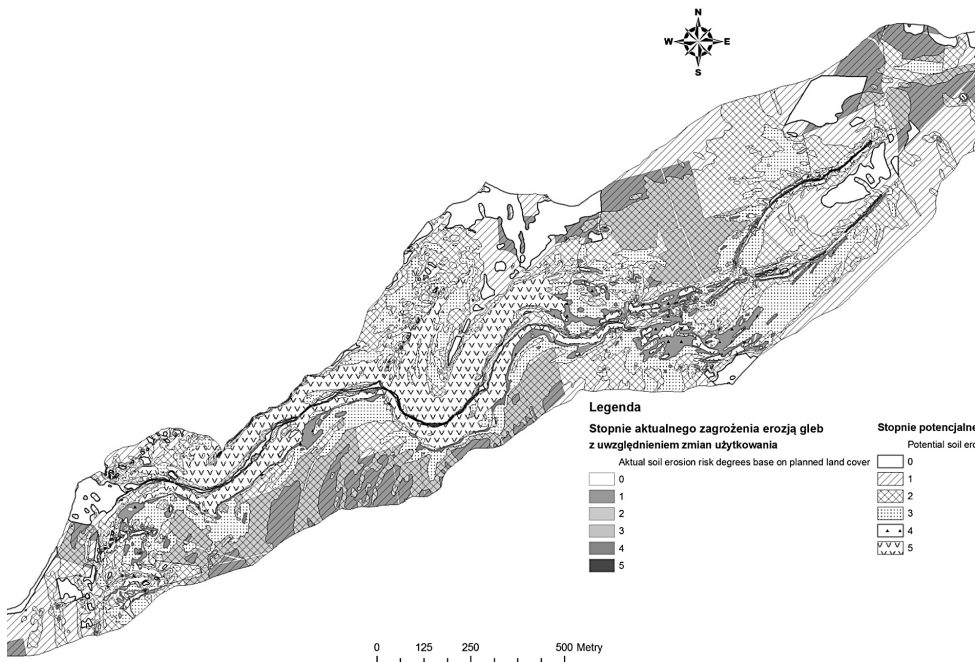 N
W E
S
Legenda
Stopnie aktualnego zagrożenia erozją gleb
z uwzględnieniem zmian użytkowania
Aktual soil erosion risk degrees base on planned land cover
0
1
2
3
4
5
Stopnie potencjalne
Potential soil ero
0
1
2
3
4
5
0 125 250 500 Metry